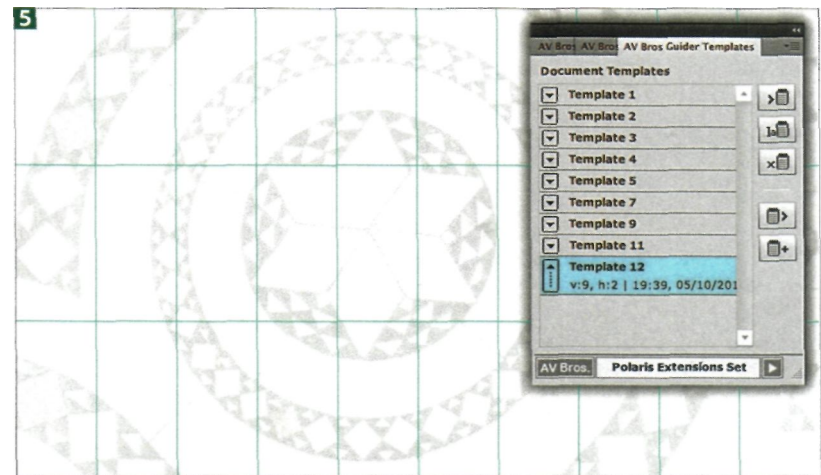 5
AV Bros AV Bros AV Bros Guider Templates
Document Templates
Template 1
Template 2
Template 3
Template 4
Template 5
Template 7
Template 9
Template 11
Template 12
v:9, h:2 | 19:39, 05/10/201
AV Bros. Polaris Extensions Set